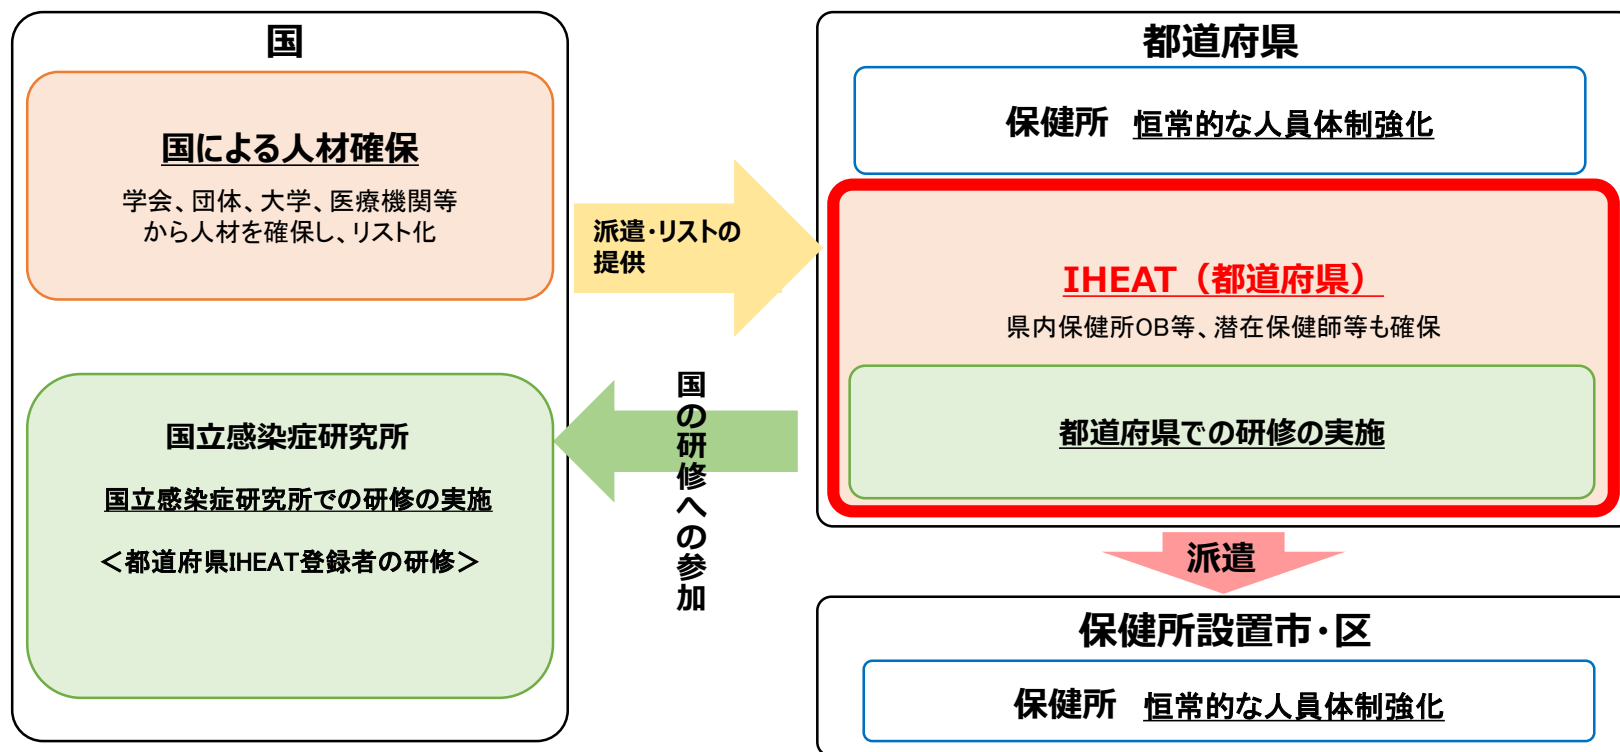 国
国による人材確保
学会、団体、大学、医療機関等
から人材を確保し、リスト化
国立感染症研究所
国立感染症研究所での研修の実施
＜都道府県IHEAT登録者の研修＞
派遣・リストの
提供
国の研修への参加
都道府県
保健所 恒常的な人員体制強化
IHEAT（都道府県）
県内保健所OB等、潜在保健師等も確保
都道府県での研修の実施
派遣
保健所設置市・区
保健所 恒常的な人員体制強化